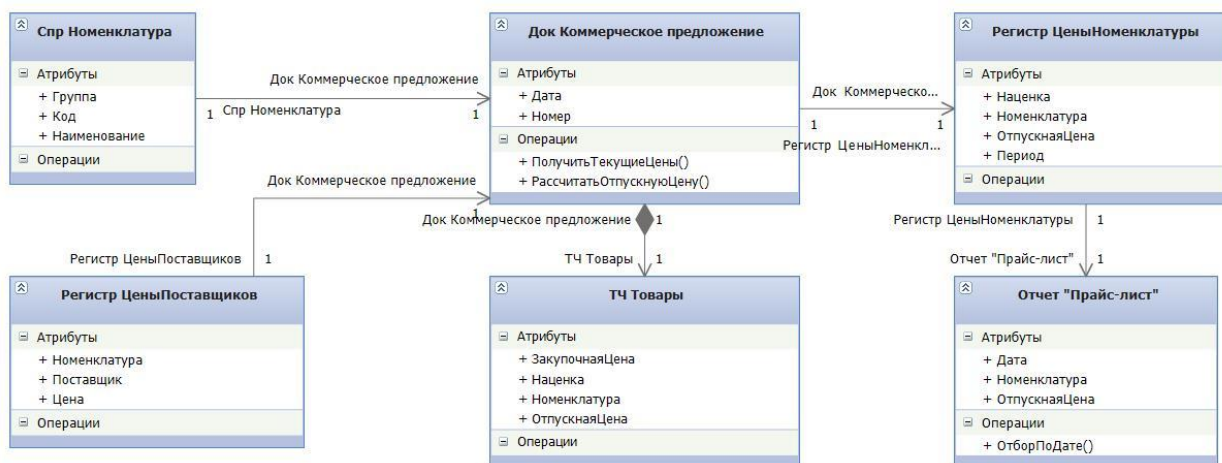 Спр Номенклатура
Атрибуты
+ Группа
+ Код
+ Наименование
Операции
Док Коммерческое предложение
1 Спр Номенклатура 1
Док Коммерческое предложение
Атрибуты
+ Дата
+ Номер
Операции
+ ПолучитьТекущиеЦены()
+ РассчитатьОтпускнуюЦену()
Док Коммерческо...
1 1
Регистр ЦеныНоменкл...
Регистр ЦеныНоменклатуры
Атрибуты
+ Наценка
+ Номенклатура
+ ОтпускнаяЦена
+ Период
Операции
Док Коммерческое предложение
1
Регистр ЦеныПоставщиков 1
Док Коммерческое предложение 1
ТЧ Товары 1
Регистр ЦеныНоменклатуры 1
Отчет "Прайс-лист" 1
Регистр ЦеныПоставщиков
Атрибуты
+ Номенклатура
+ Поставщик
+ Цена
Операции
ТЧ Товары
Атрибуты
+ ЗакупочнаяЦена
+ Наценка
+ Номенклатура
+ ОтпускнаяЦена
Операции
Отчет "Прайс-лист"
Атрибуты
+ Дата
+ Номенклатура
+ ОтпускнаяЦена
Операции
+ ОтборПоДате()